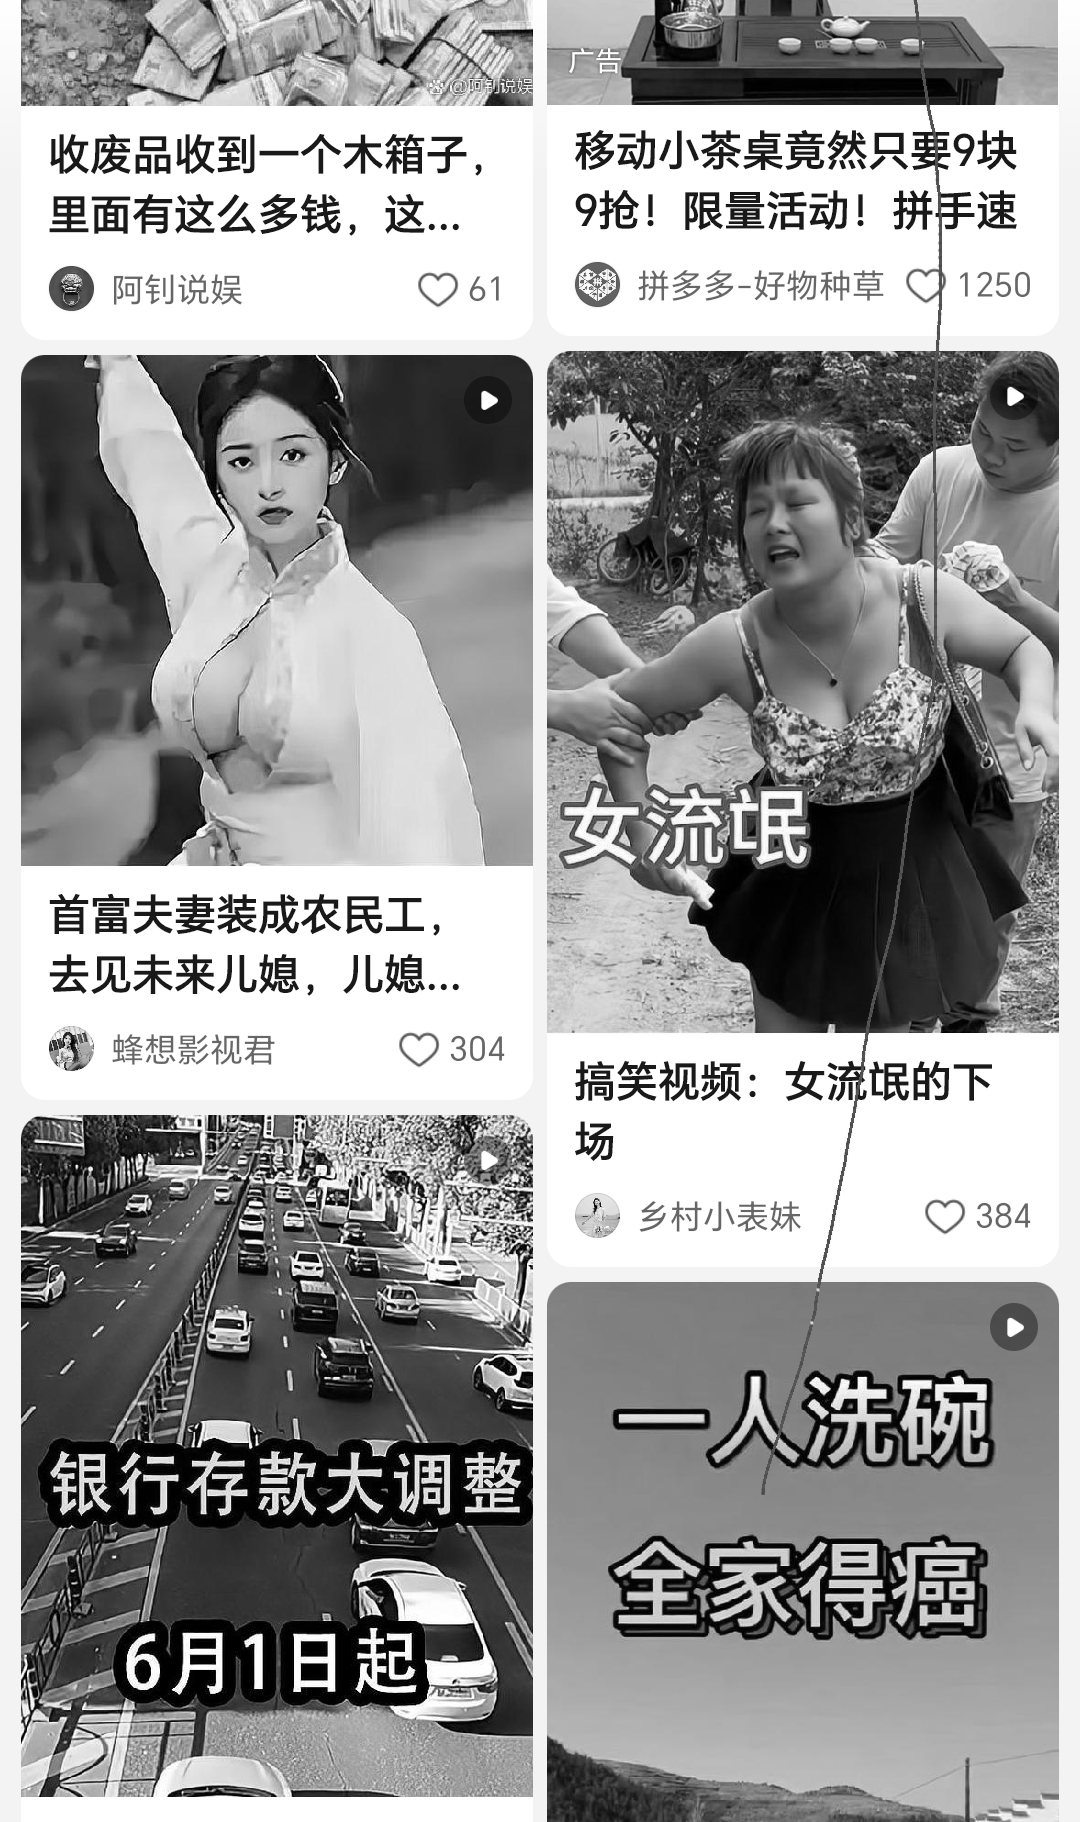 @阿钊说娱
收废品收到一个木箱子，
里面有这么多钱，这...
阿钊说娱
61
首富夫妻装成农民工，
去见未来儿媳，儿媳...
蜂想影视君
304
银行存款大调整
6月1日起
广告
移动小茶桌竟然只要9块
9抢！限量活动！拼手速
拼多多-好物种草
1250
女流氓
搞笑视频：女流氓的下
场
乡村小表妹
384
一人洗碗
全家得癌